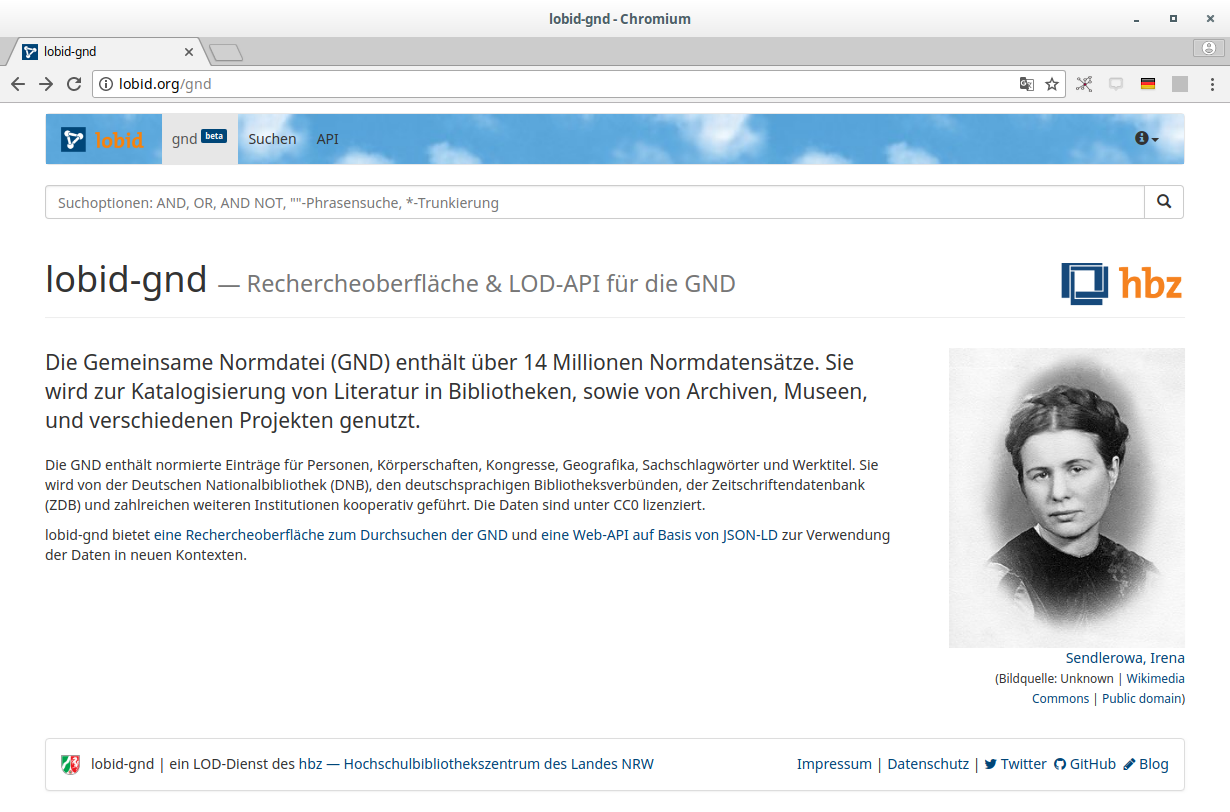 lobid-gnd - Chromium
lobid-gnd
lobid.org/gnd
lobid gnd beta Suchen API
Suchoptionen: AND, OR, AND NOT, ""-Phrasensuche, *-Trunkierung
lobid-gnd — Rechercheoberfläche & LOD-API für die GND
hbz
Die Gemeinsame Normdatei (GND) enthält über 14 Millionen Normdatensätze. Sie
wird zur Katalogisierung von Literatur in Bibliotheken, sowie von Archiven, Museen,
und verschiedenen Projekten genutzt.
Die GND enthält normierte Einträge für Personen, Körperschaften, Kongresse, Geografika, Sachschlagwörter und Werktitel. Sie
wird von der Deutschen Nationalbibliothek (DNB), den deutschsprachigen Bibliotheksverbünden, der Zeitschriftendatenbank
(ZDB) und zahlreichen weiteren Institutionen kooperativ geführt. Die Daten sind unter CC0 lizenziert.
lobid-gnd bietet eine Rechercheoberfläche zum Durchsuchen der GND und eine Web-API auf Basis von JSON-LD zur Verwendung
der Daten in neuen Kontexten.
Sendlerowa, Irena
(Bildquelle: Unknown | Wikimedia
Commons | Public domain)
lobid-gnd | ein LOD-Dienst des hbz — Hochschulbibliothekszentrum des Landes NRW
Impressum | Datenschutz | Twitter GitHub Blog